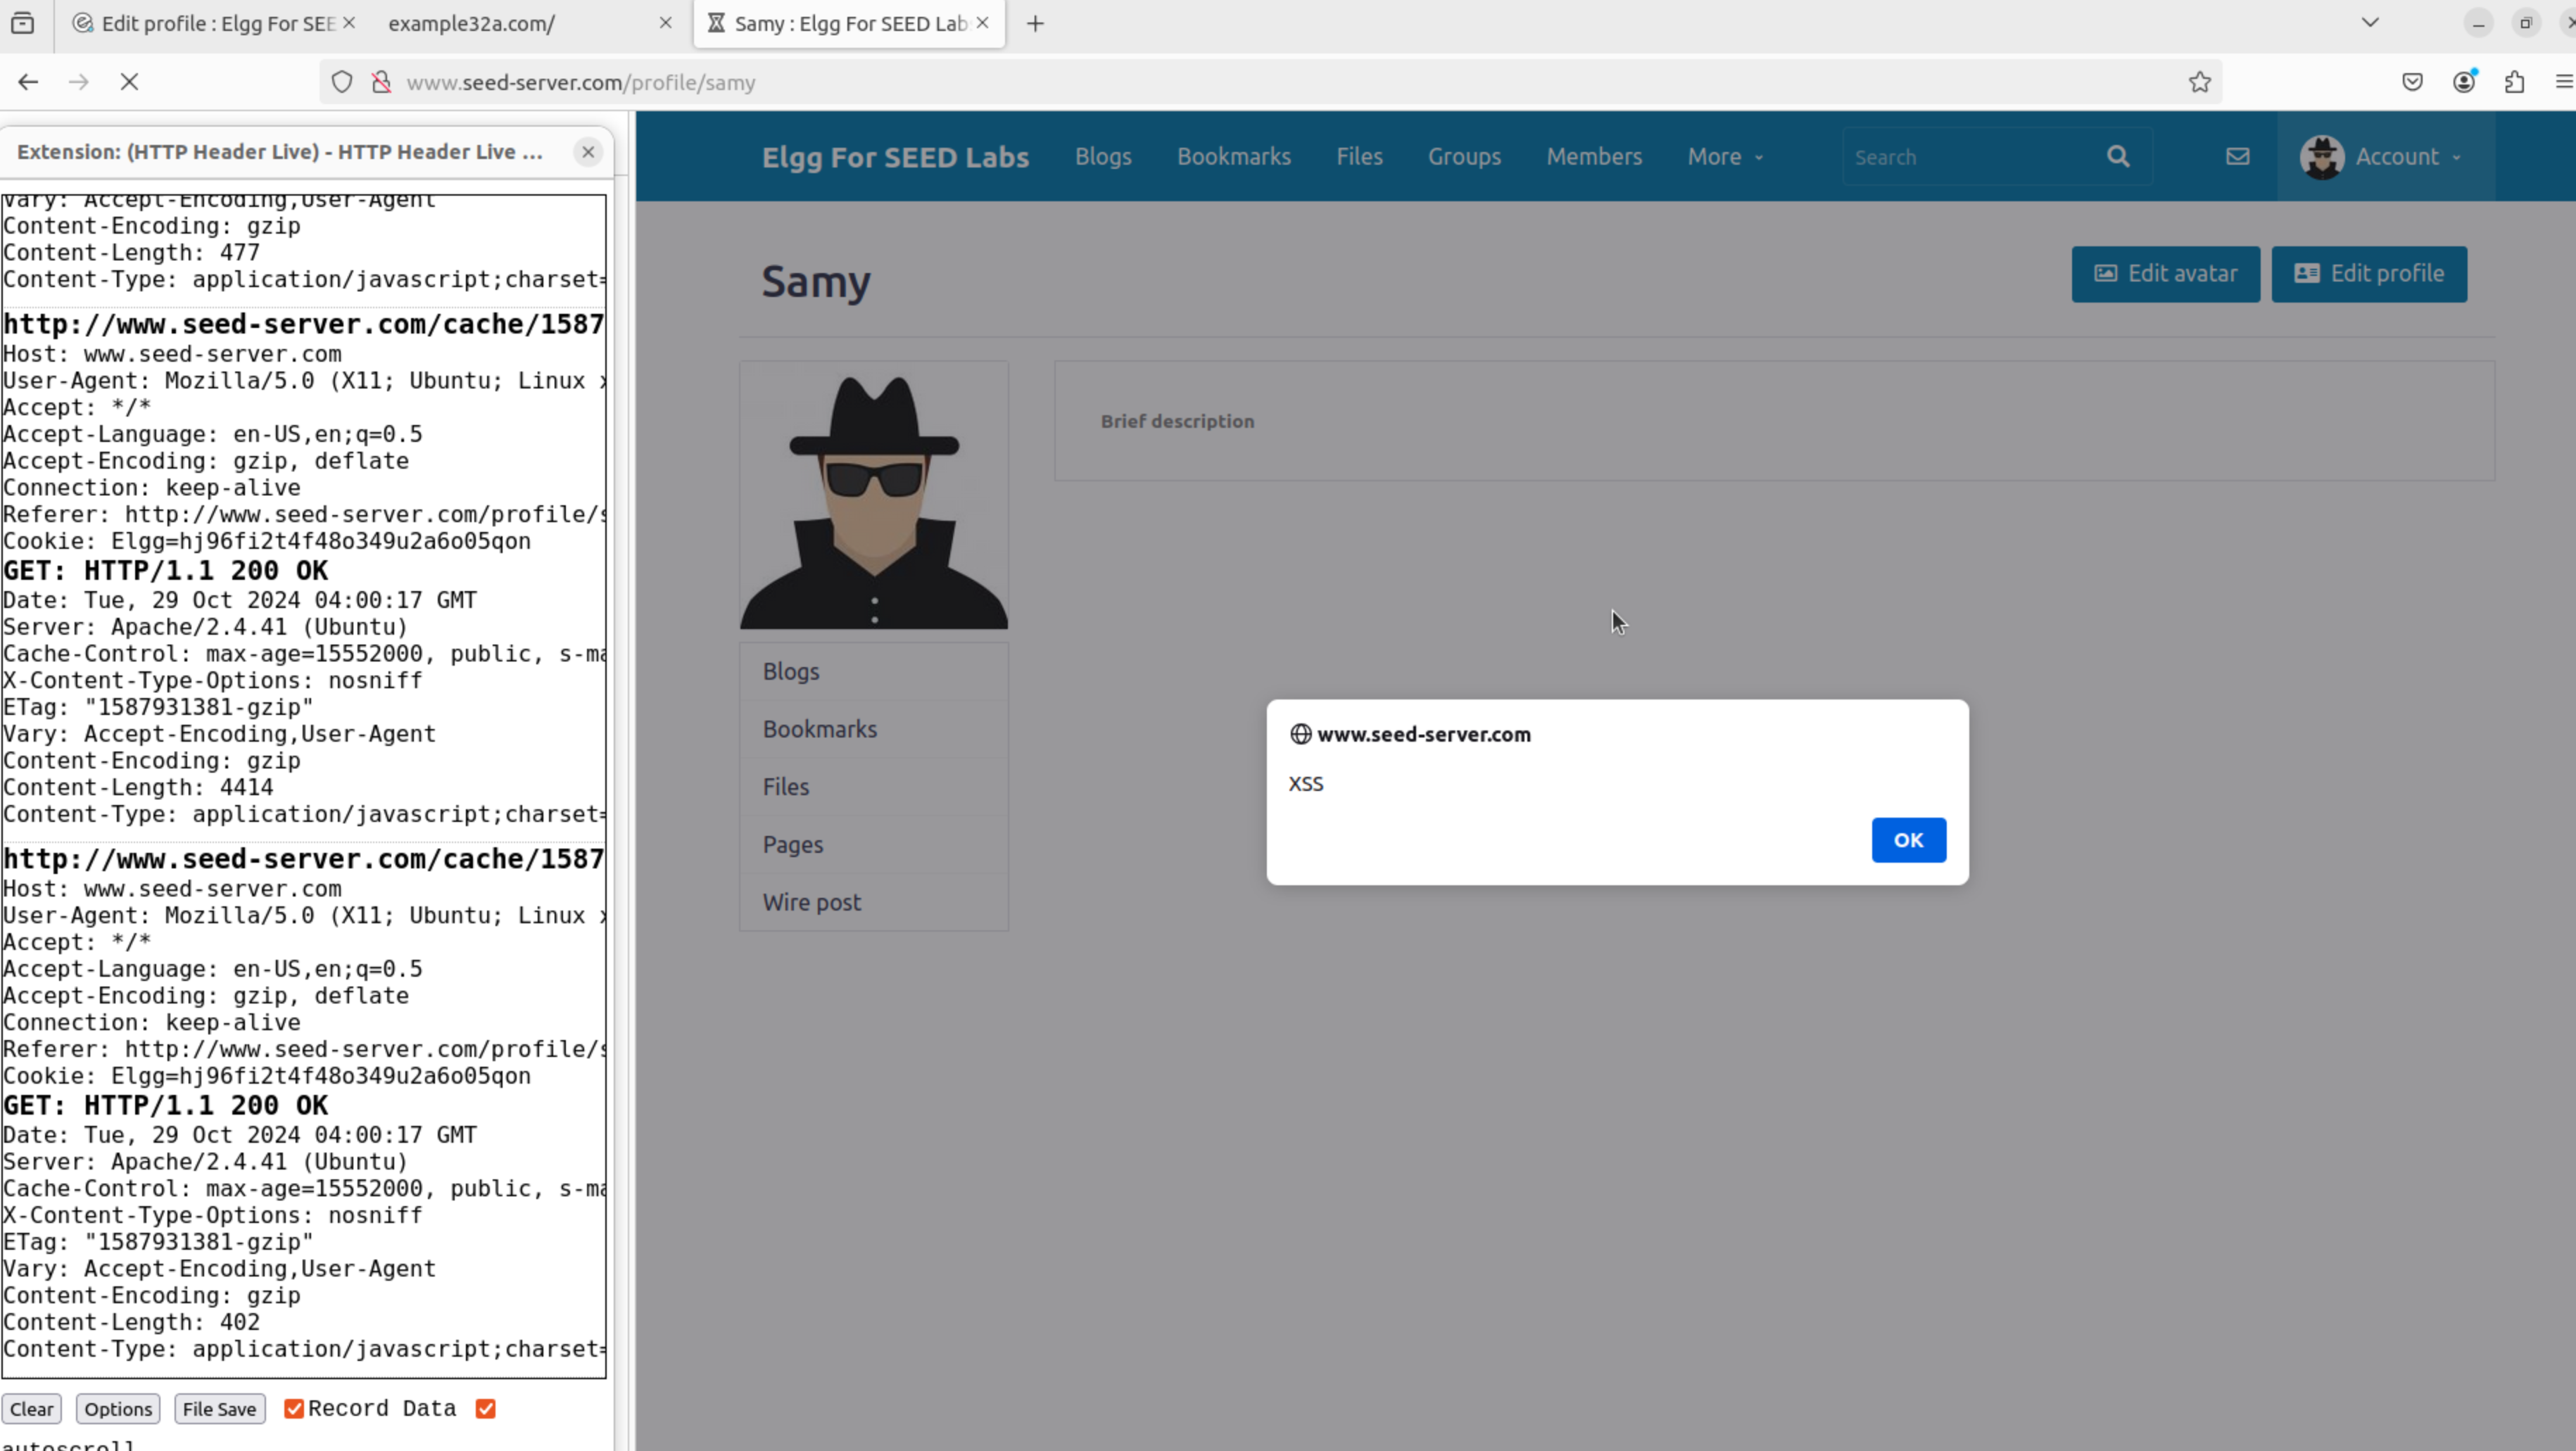 Edit profile : Elgg For SEE
example32a.com/
Samy : Elgg For SEED Lab
www.seed-server.com/profile/samy
Extension: (HTTP Header Live) - HTTP Header Live ...
Vary: Accept-Encoding,User-Agent
Content-Encoding: gzip
Content-Length: 477
Content-Type: application/javascript;charset=
http://www.seed-server.com/cache/1587
Host: www.seed-server.com
User-Agent: Mozilla/5.0 (X11; Ubuntu; Linux x
Accept: */*
Accept-Language: en-US,en;q=0.5
Accept-Encoding: gzip, deflate
Connection: keep-alive
Referer: http://www.seed-server.com/profile/s
Cookie: Elgg=hj96fi2t4f48o349u2a6o05qon
GET: HTTP/1.1 200 OK
Date: Tue, 29 Oct 2024 04:00:17 GMT
Server: Apache/2.4.41 (Ubuntu)
Cache-Control: max-age=15552000, public, s-ma
X-Content-Type-Options: nosniff
ETag: "1587931381-gzip"
Vary: Accept-Encoding,User-Agent
Content-Encoding: gzip
Content-Length: 4414
Content-Type: application/javascript;charset=
http://www.seed-server.com/cache/1587
Host: www.seed-server.com
User-Agent: Mozilla/5.0 (X11; Ubuntu; Linux x
Accept: */*
Accept-Language: en-US,en;q=0.5
Accept-Encoding: gzip, deflate
Connection: keep-alive
Referer: http://www.seed-server.com/profile/s
Cookie: Elgg=hj96fi2t4f48o349u2a6o05qon
GET: HTTP/1.1 200 OK
Date: Tue, 29 Oct 2024 04:00:17 GMT
Server: Apache/2.4.41 (Ubuntu)
Cache-Control: max-age=15552000, public, s-ma
X-Content-Type-Options: nosniff
ETag: "1587931381-gzip"
Vary: Accept-Encoding,User-Agent
Content-Encoding: gzip
Content-Length: 402
Content-Type: application/javascript;charset=
Clear Options File Save Record Data
autoscroll
Elgg For SEED Labs Blogs Bookmarks Files Groups Members More Search Account
Samy
Edit avatar Edit profile
Brief description
Blogs
Bookmarks
Files
Pages
Wire post
www.seed-server.com
XSS
OK